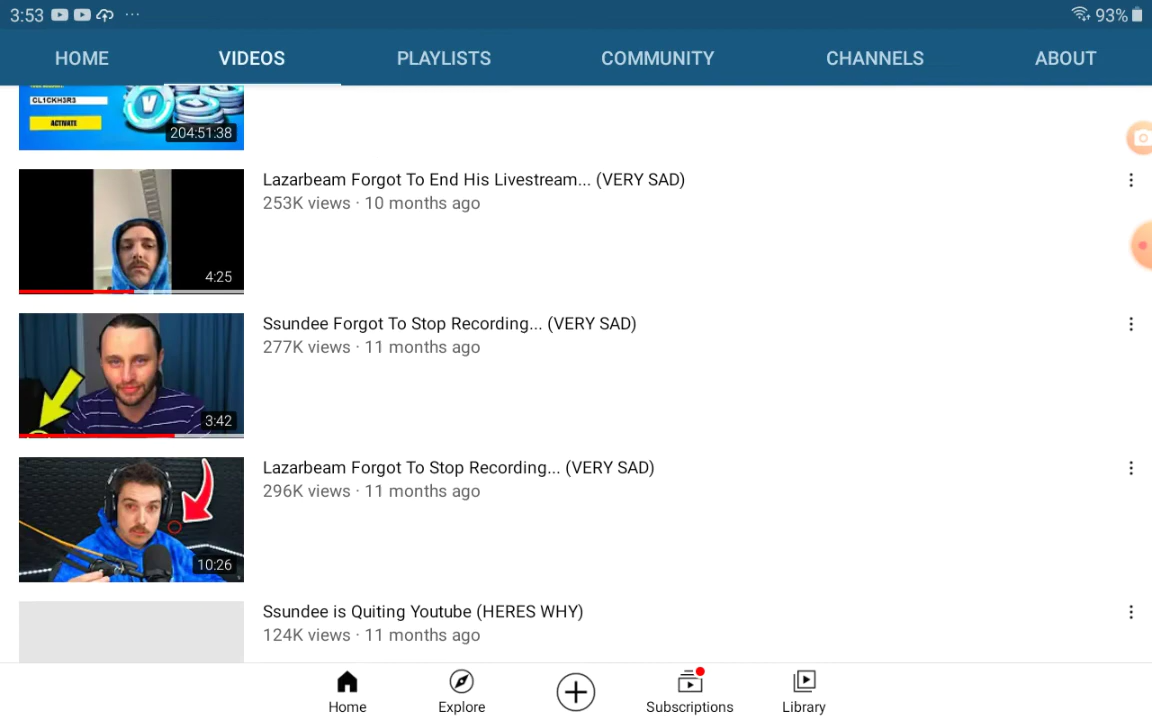 3:53
93%
HOME
VIDEOS
PLAYLISTS
COMMUNITY
CHANNELS
ABOUT
CL1CKH3R3
ACTIVATE
V
204:51:38
Lazarbeam Forgot To End His Livestream... (VERY SAD)
253K views · 10 months ago
4:25
Ssundee Forgot To Stop Recording... (VERY SAD)
277K views · 11 months ago
3:42
Lazarbeam Forgot To Stop Recording... (VERY SAD)
296K views · 11 months ago
10:26
Ssundee is Quiting Youtube (HERES WHY)
124K views · 11 months ago
Home
Explore
Subscriptions
Library